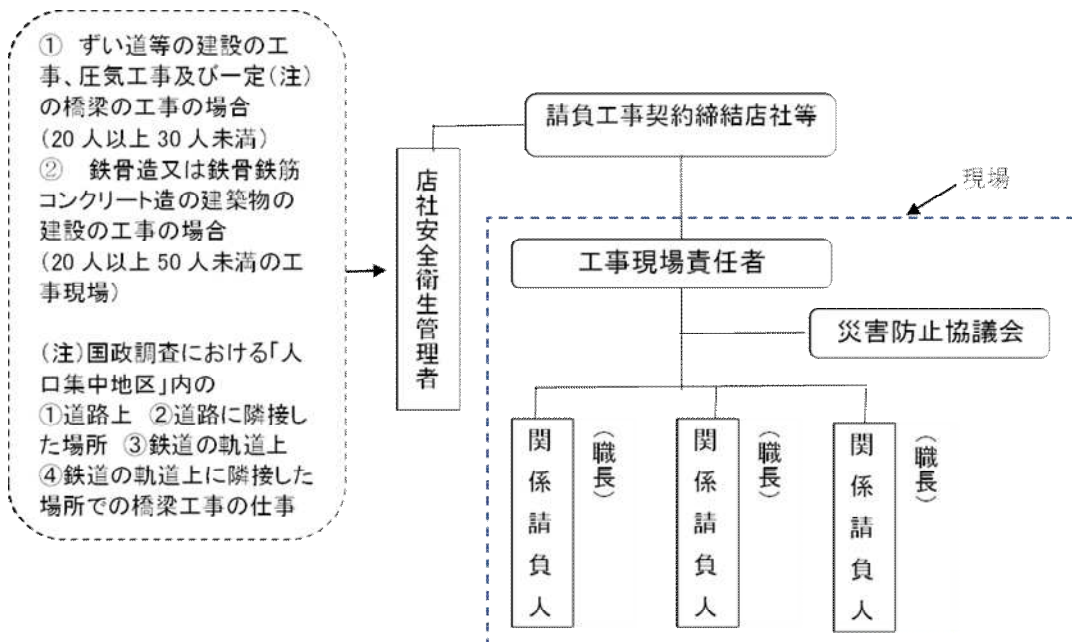 ① ずい道等の建設の工
事、圧気工事及び一定(注)
の橋梁の工事の場合
(20人以上30人未満)
② 鉄骨造又は鉄骨鉄筋
コンクリート造の建築物の
建設の工事の場合
(20人以上50人未満の工
事現場)
(注)国政調査における「人
口集中地区」内の
①道路上 ②道路に隣接し
た場所 ③鉄道の軌道上
④鉄道の軌道上に隣接した
場所での橋梁工事の仕事
店社安全衛生管理者
請負工事契約締結店社等
現場
工事現場責任者
災害防止協議会
関係請負人
(職長)
関係請負人
(職長)
関係請負人
(職長)